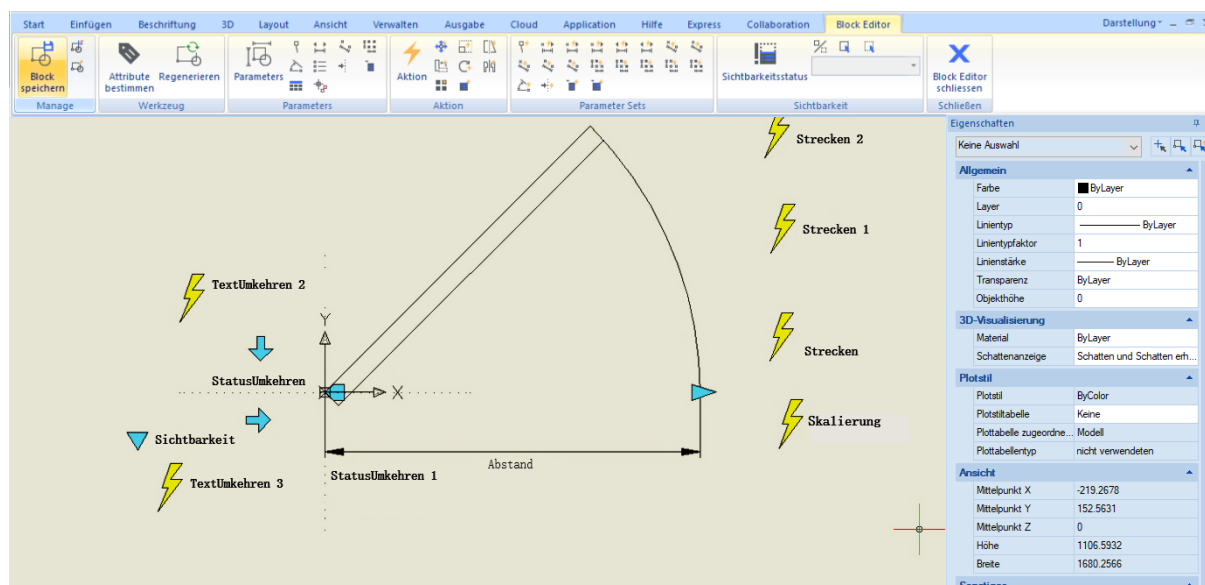 Start Einfügen Beschriftung 3D Layout Ansicht Verwalten Ausgabe Cloud Application Hilfe Express Collaboration Block Editor Darstellung
Block speichern
Attribute bestimmen
Regenerieren
Parameters
Aktion
Sichtbarkeitsstatus
Block Editor schliessen
Manage Werkzeug Parameters Aktion Parameter Sets Sichtbarkeit Schließen
Strecken 2
Strecken 1
TextUmkehren 2
Y
Strecken
StatusUmkehren
X
Skalierung
Sichtbarkeit
Abstand
StatusUmkehren 1
TextUmkehren 3
Eigenschaften
Keine Auswahl
Allgemein
Farbe ByLayer
Layer 0
Linientyp ByLayer
Linientypfaktor 1
Linienstärke ByLayer
Transparenz ByLayer
Objekthöhe 0
3D-Visualisierung
Material ByLayer
Schattenanzeige Schatten und Schatten erh...
Plotstil
Plotstil ByColor
Plotstiltabelle Keine
Plottabelle zugeordne... Modell
Plottabellentyp nicht verwendeten
Ansicht
Mittelpunkt X -219.2678
Mittelpunkt Y 152.5631
Mittelpunkt Z 0
Höhe 1106.5932
Breite 1680.2566